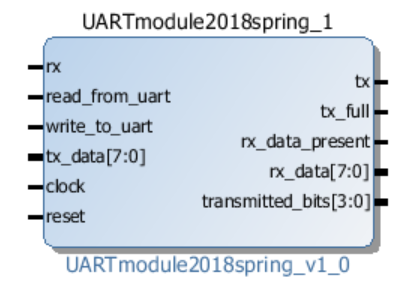 UARTmodule2018spring_1
rx
read_from_uart
write_to_uart
tx_data[7:0]
clock
reset
tx
tx_full
rx_data_present
rx_data[7:0]
transmitted_bits[3:0]
UARTmodule2018spring_v1_0